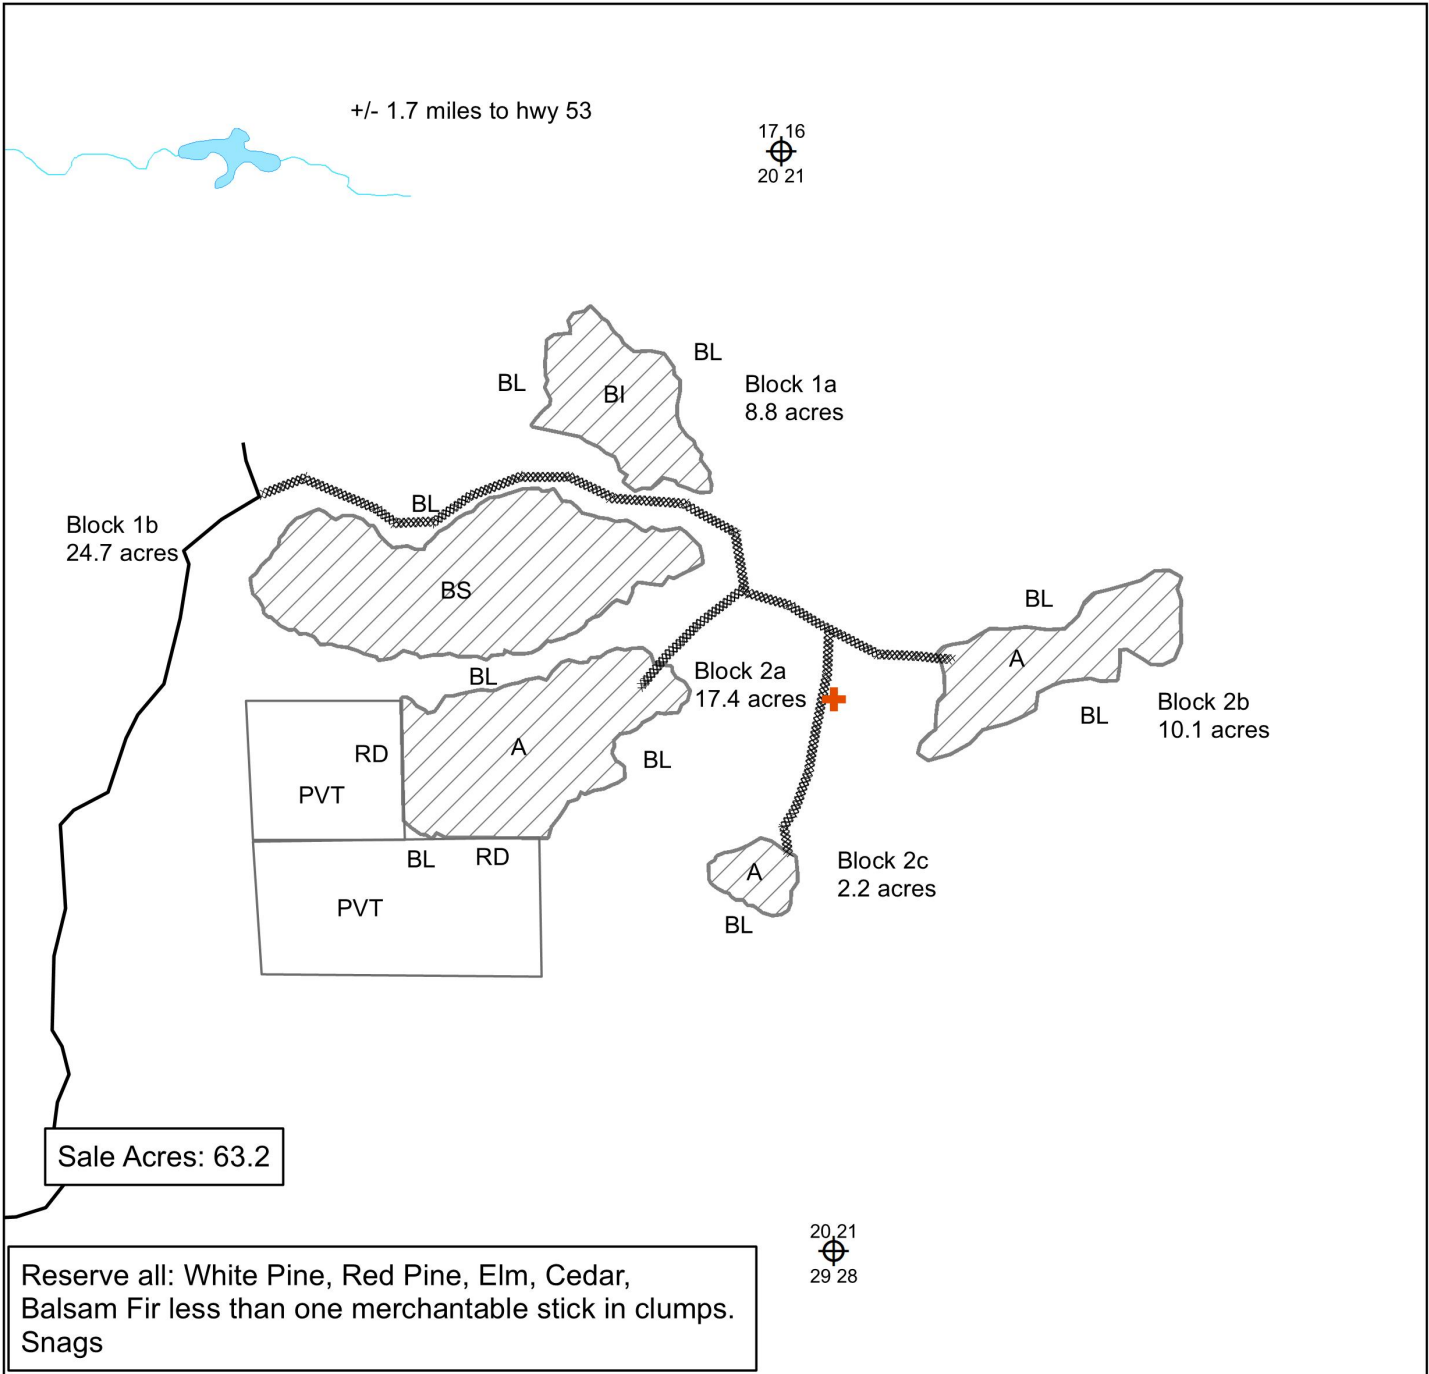 +/- 1.7 miles to hwy 53
17 16
20 21
BL
BL
BI
Block 1a
8.8 acres
BL
Block 1b
24.7 acres
BS
BL
BL
A
Block 2a
17.4 acres
BL
Block 2b
10.1 acres
RD
A
BL
PVT
BL
RD
Block 2c
2.2 acres
A
PVT
BL
Sale Acres: 63.2
20 21
29 28
Reserve all: White Pine, Red Pine, Elm, Cedar,
Balsam Fir less than one merchantable stick in clumps.
Snags